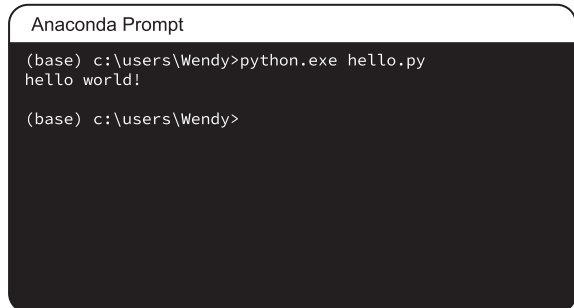 Anaconda Prompt
(base) c:\users\Wendy>python.exe hello.py
hello world!
(base) c:\users\Wendy>